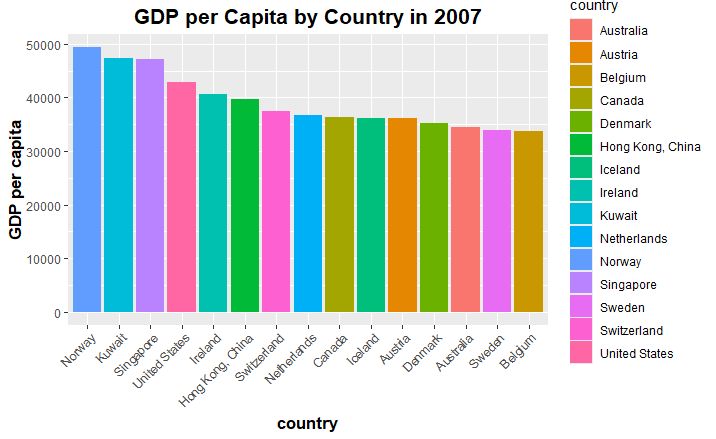 GDP per Capita by Country in 2007
GDP per capita
50000
40000
30000
20000
10000
0
Norway
Kuwait
Singapore
United States
Ireland
Hong Kong, China
Switzerland
Netherlands
Canada
Iceland
Austria
Denmark
Australia
Sweden
Belgium
country
country
Australia
Austria
Belgium
Canada
Denmark
Hong Kong, China
Iceland
Ireland
Kuwait
Netherlands
Norway
Singapore
Sweden
Switzerland
United States